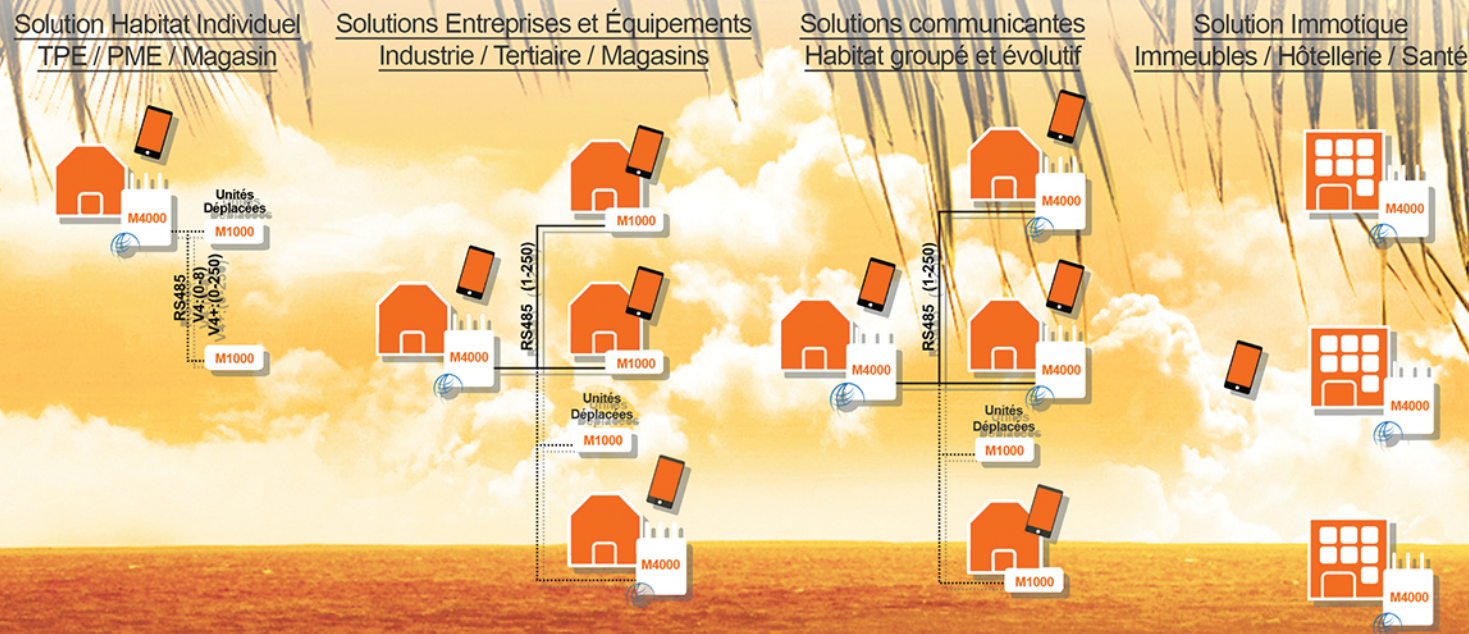 Solution Habitat Individuel
TPE / PME / Magasin
M4000
Unités
Déplacées
M1000
RS485
V4:(0-8)
V4+:(0-250)
M1000
Solutions Entreprises et Équipements
Industrie / Tertiaire / Magasins
M1000
RS485 (1-250)
M4000
M1000
Unités
Déplacées
M1000
M4000
Solutions communicantes
Habitat groupé et évolutif
M4000
RS485 (1-250)
M4000
M4000
Unités
Déplacées
M1000
M1000
Solution Immotique
Immeubles / Hôtellerie / Santé
M4000
M4000
M4000